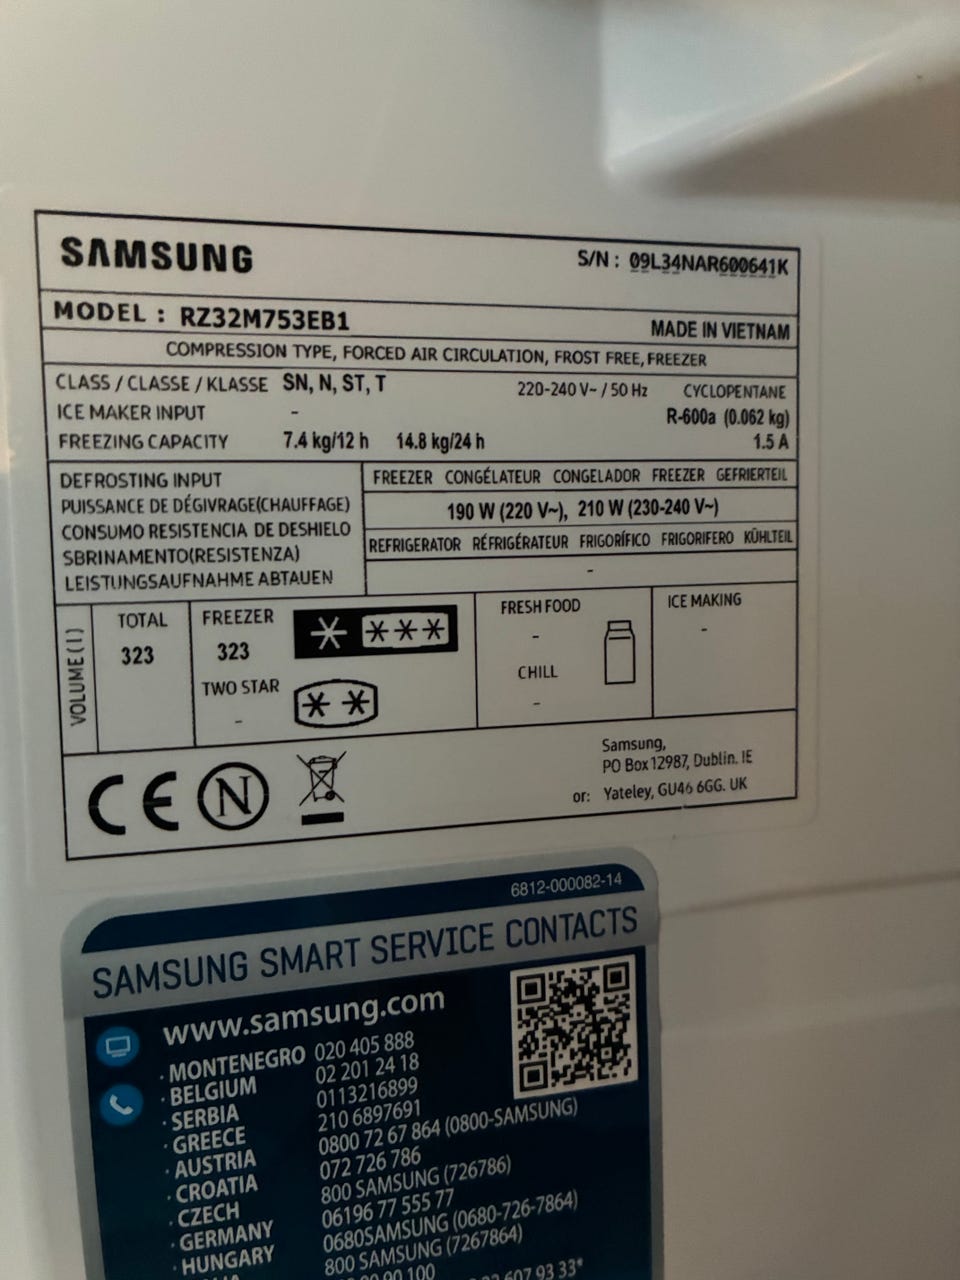 SAMSUNG
S/N : 09L34NAR600641K
MODEL : RZ32M753EB1
MADE IN VIETNAM
COMPRESSION TYPE, FORCED AIR CIRCULATION, FROST FREE, FREEZER
CLASS / CLASSE / KLASSE SN, N, ST, T 220-240 V~ / 50 Hz CYCLOPENTANE
ICE MAKER INPUT - R-600a (0.062 kg)
FREEZING CAPACITY 7.4 kg/12 h 14.8 kg/24 h 1.5 A
DEFROSTING INPUT
PUISSANCE DE DÉGIVRAGE(CHAUFFAGE)
CONSUMO RESISTENCIA DE DESHIELO
SBRINAMENTO(RESISTENZA)
LEISTUNGSAUFNAHME ABTAUEN
FREEZER CONGÉLATEUR CONGELADOR FREEZER GEFRIERTEIL
190 W (220 V~), 210 W (230-240 V~)
REFRIGERATOR RÉFRIGÉRATEUR FRIGORÍFICO FRIGORIFERO KÜHLTEIL
-
VOLUME ( l )
TOTAL
323
FREEZER
323
TWO STAR
-
FRESH FOOD
-
CHILL
-
ICE MAKING
-
CE N
Samsung,
PO Box 12987, Dublin. IE
or: Yateley, GU46 6GG. UK
6812-000082-14
SAMSUNG SMART SERVICE CONTACTS
www.samsung.com
· MONTENEGRO 020 405 888
· BELGIUM 02 201 24 18
· SERBIA 0113216899
· GREECE 210 6897691
· AUSTRIA 0800 72 67 864 (0800-SAMSUNG)
· CROATIA 072 726 786
· CZECH 800 SAMSUNG (726786)
· GERMANY 06196 77 555 77
· HUNGARY 0680SAMSUNG (0680-726-7864)
800 SAMSUNG (7267864)